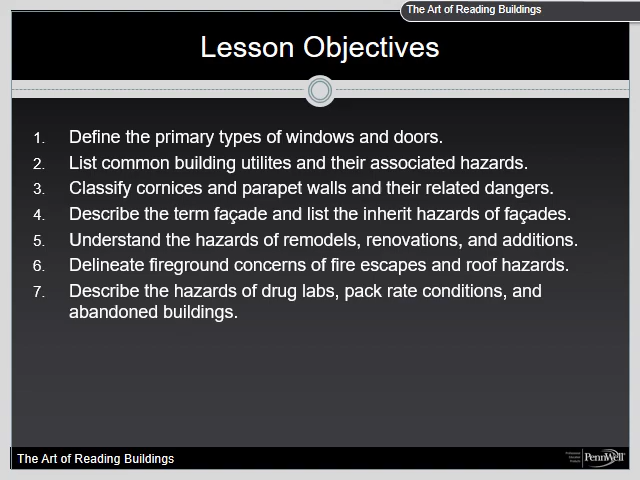 The Art of Reading Buildings
Lesson Objectives
1. Define the primary types of windows and doors.
2. List common building utilites and their associated hazards.
3. Classify cornices and parapet walls and their related dangers.
4. Describe the term façade and list the inherit hazards of façades.
5. Understand the hazards of remodels, renovations, and additions.
6. Delineate fireground concerns of fire escapes and roof hazards.
7. Describe the hazards of drug labs, pack rate conditions, and
abandoned buildings.
The Art of Reading Buildings
PennWell